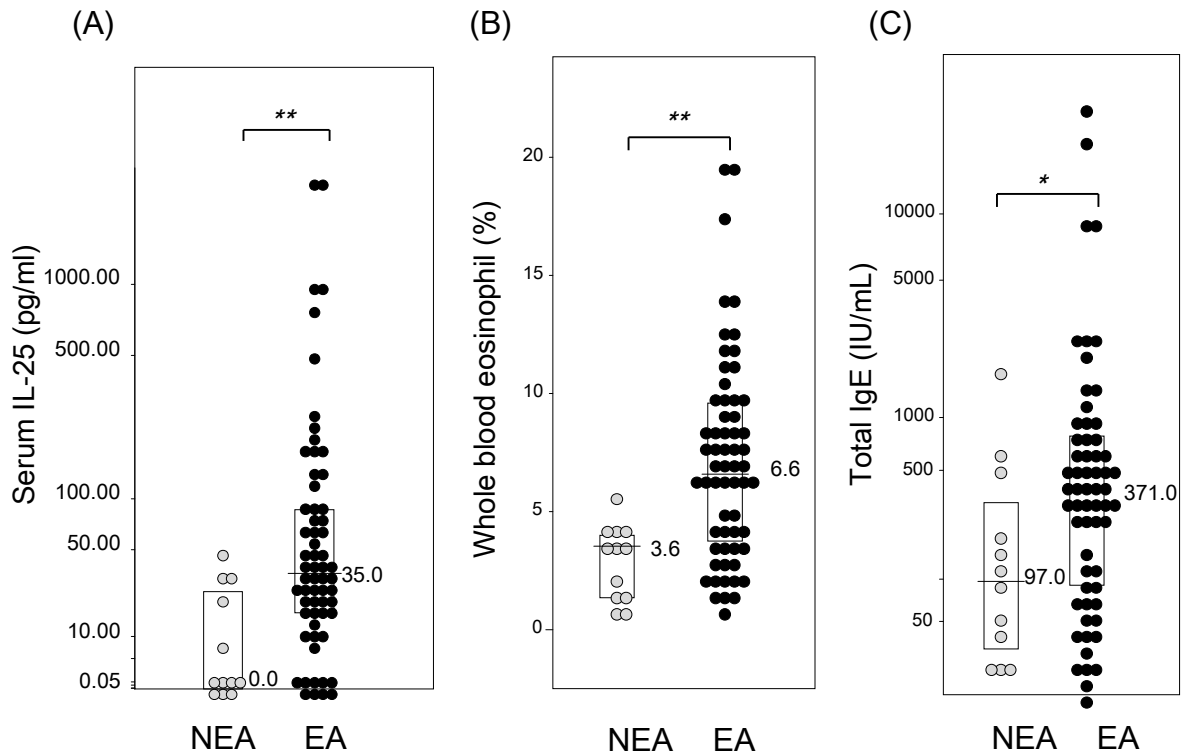 (A)
**
Serum IL-25 (pg/ml)
1000.00
500.00
100.00
50.00
10.00
0.05
35.0
0.0
NEA EA
(B)
**
Whole blood eosinophil (%)
20
15
10
5
0
6.6
3.6
NEA EA
(C)
*
Total IgE (IU/mL)
10000
5000
1000
500
50
371.0
97.0
NEA EA